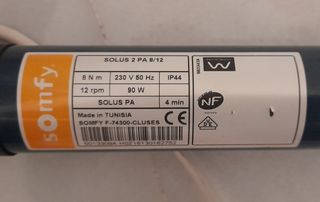 somfy
SOLUS 2 PA 8/12
8 N m 230 V 50 Hz IP44
12 rpm 90 W
SOLUS PA 4 min
Made in TUNISIA
SOMFY F-74300-CLUSES
NF